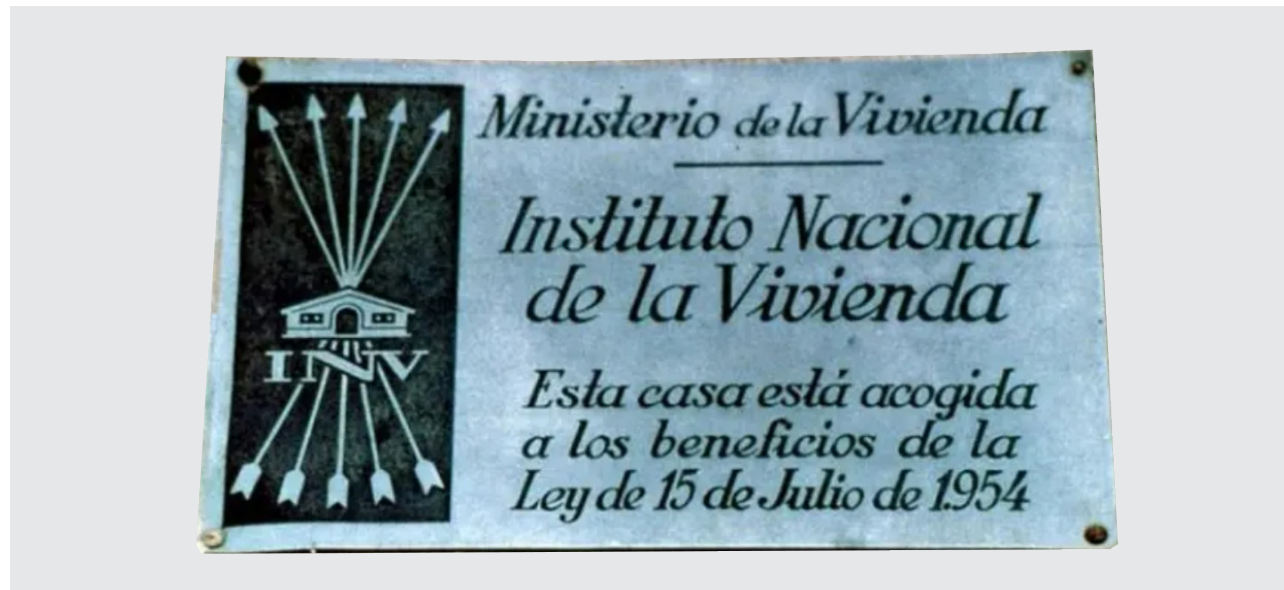 Ministerio de la Vivienda
Instituto Nacional
de la Vivienda
Esta casa está acogida
a los beneficios de la
Ley de 15 de Julio de 1.954
INV